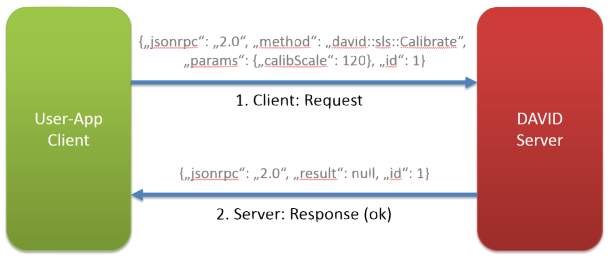 {„jsonrpc“: „2.0“, „method“: „david::sls::Calibrate“,
„params“: {„calibScale“: 120}, „id“: 1}
1. Client: Request
User-App
Client
DAVID
Server
{„jsonrpc“: „2.0“, „result“: null, „id“: 1}
2. Server: Response (ok)